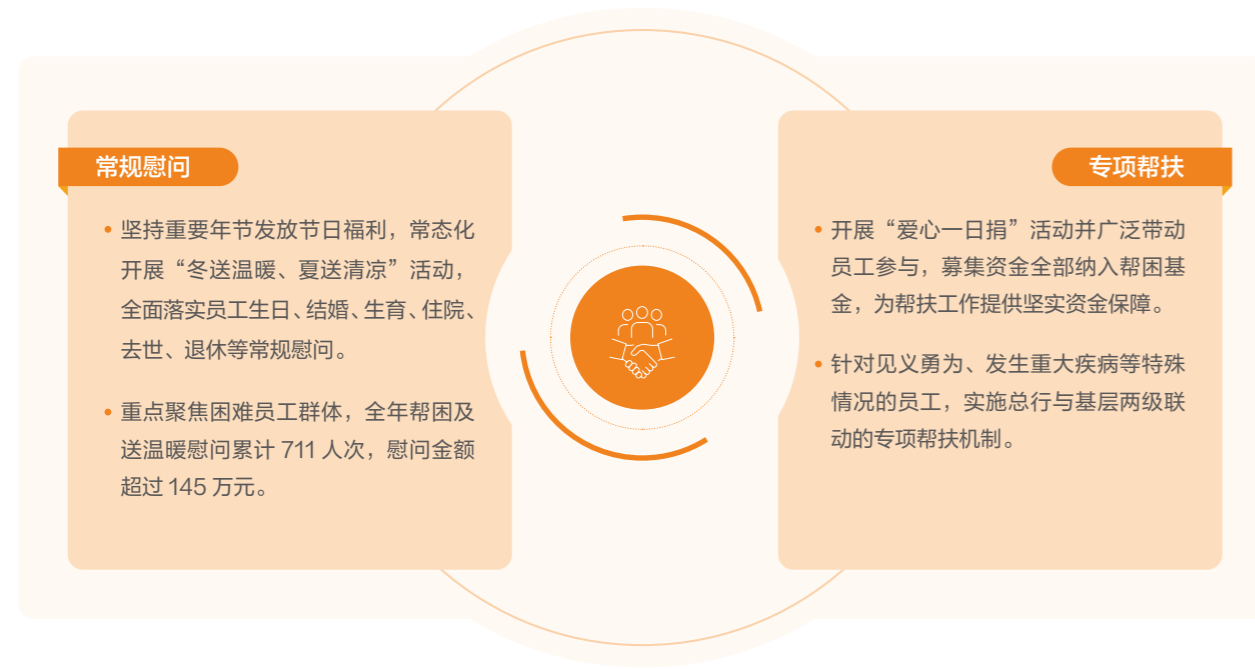 常规慰问
• 坚持重要年节发放节日福利，常态化
开展“冬送温暖、夏送清凉”活动，
全面落实员工生日、结婚、生育、住院、
去世、退休等常规慰问。
• 重点聚焦困难员工群体，全年帮困及
送温暖慰问累计 711 人次，慰问金额
超过 145 万元。
专项帮扶
• 开展“爱心一日捐”活动并广泛带动
员工参与，募集资金全部纳入帮困基
金，为帮扶工作提供坚实资金保障。
• 针对见义勇为、发生重大疾病等特殊
情况的员工，实施总行与基层两级联
动的专项帮扶机制。